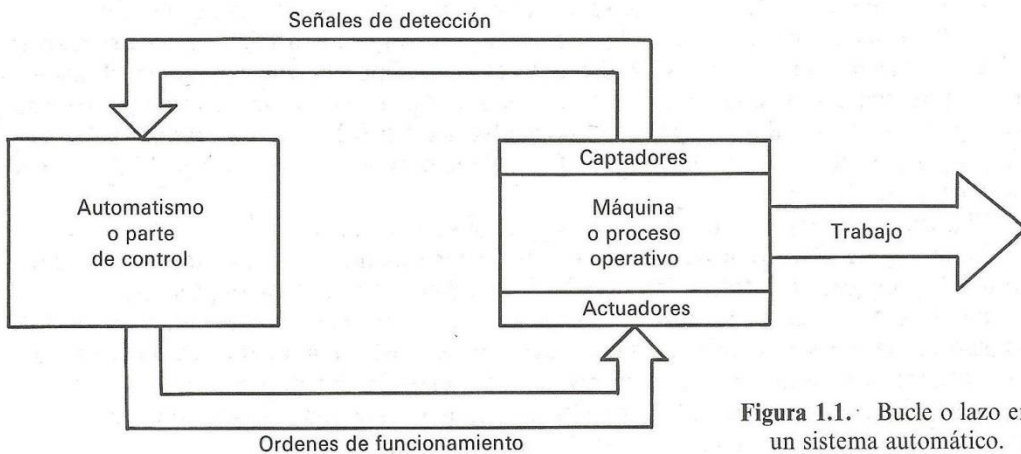 Señales de detección
Captadores
Automatismo
o parte
de control
Máquina
o proceso
operativo
Trabajo
Actuadores
Ordenes de funcionamiento
Figura 1.1. Bucle o lazo en
un sistema automático.